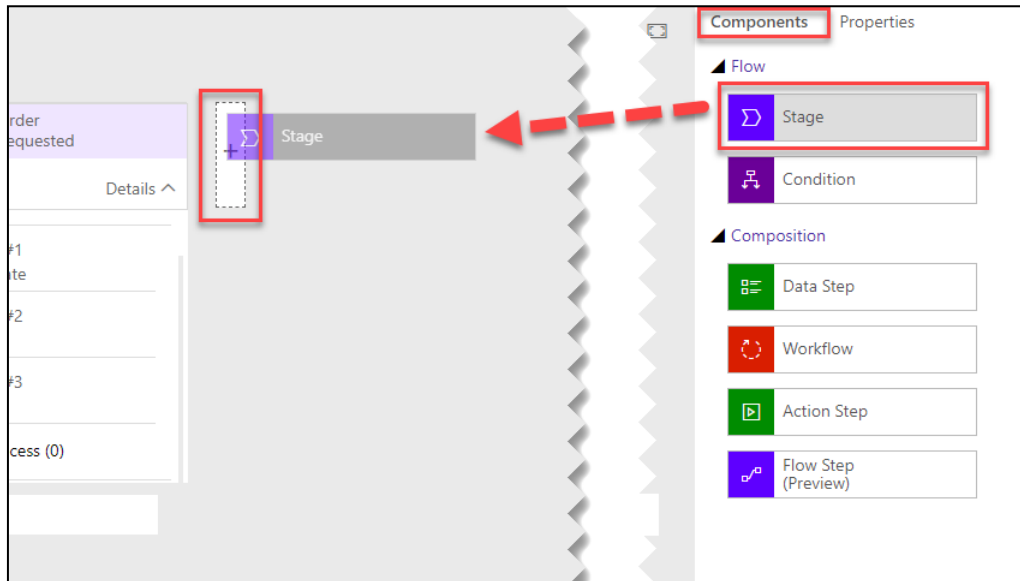 Components Properties
Flow
Stage
Condition
Composition
Data Step
Workflow
Action Step
Flow Step
(Preview)
rder
equested
Details
#1
ate
#2
#3
cess (0)
Stage